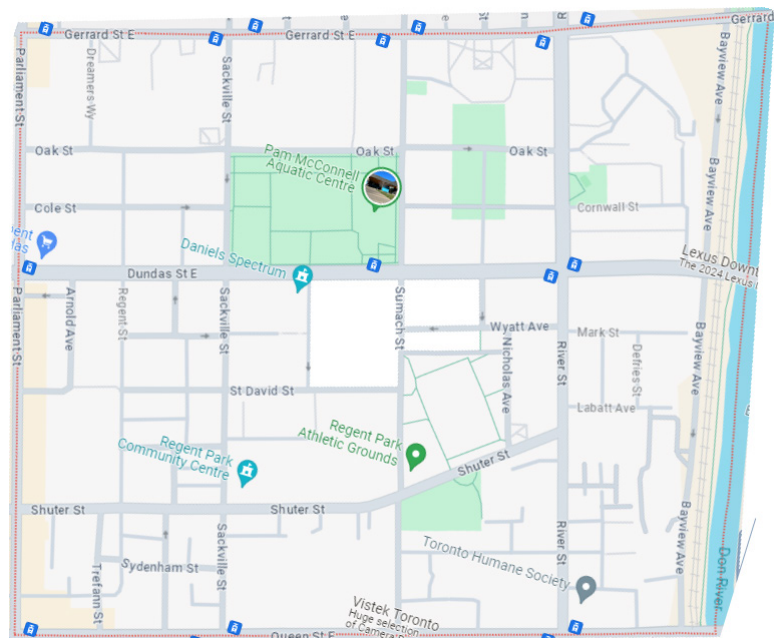 Gerrard
Gerrard St E
Gerrard St E
Parliament St
Dreamers Wy
Sackville St
Bayview Ave
Oak St
Oak St
Oak St
Pam McConnell
Aquatic Centre
Bayview Ave
Cole St
Cornwall St
Daniels Spectrum
Dundas St E
Lexus Downt
The 2024 Lexus
Parliament St
Arnold Ave
Regent St
Sackville St
Sumach St
Wyatt Ave
Nicholas Ave
River St
Mark St
Defries St
Bayview Ave
St David St
Labatt Ave
Regent Park
Athletic Grounds
Regent Park
Community Centre
Shuter St
Shuter St
Shuter St
Bayview Ave
River St
Sackville St
Toronto Humane Society
Don River
Sydenham St
Trefann St
Vistek Toronto
Huge selection
of Camera
Queen St E